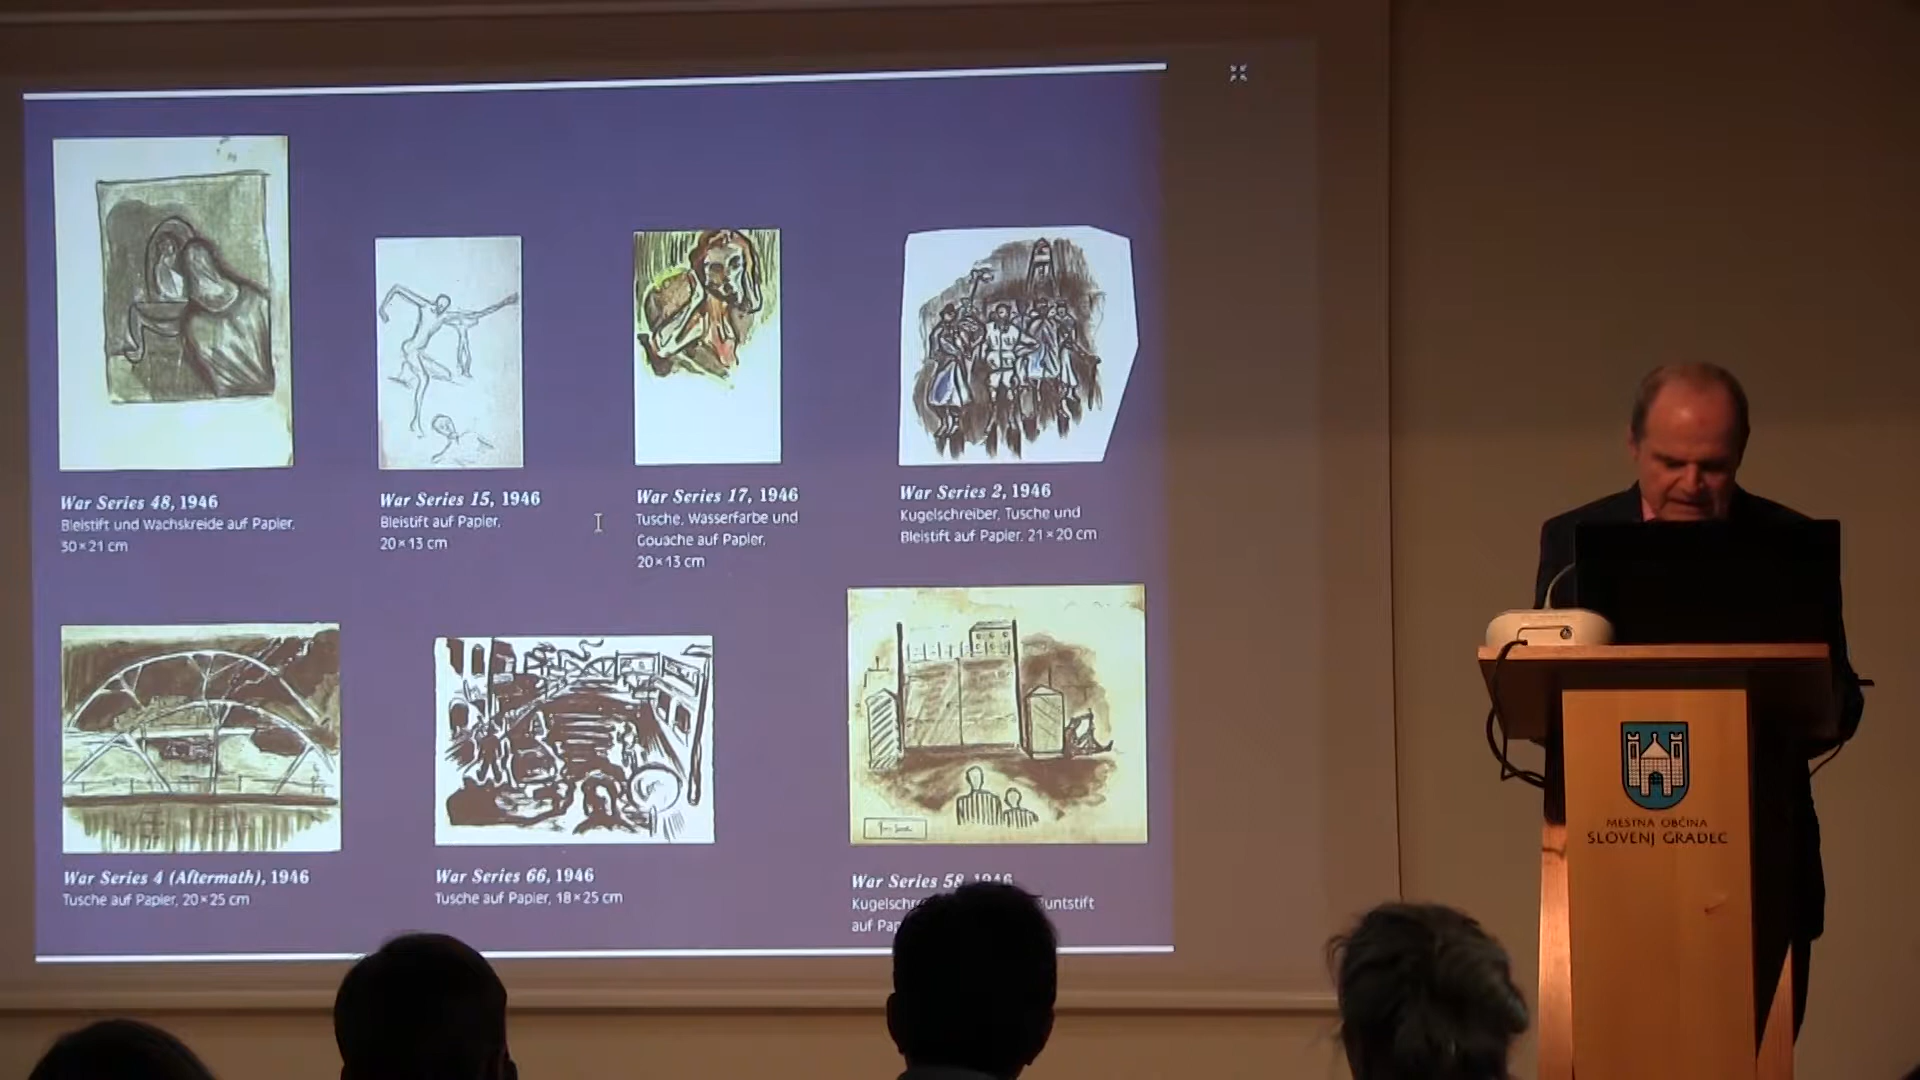 War Series 48, 1946
Bleistift und Wachskreide auf Papier,
30×21 cm
War Series 15, 1946
Bleistift auf Papier,
20×13 cm
War Series 17, 1946
Tusche, Wasserfarbe und
Gouache auf Papier,
20×13 cm
War Series 2, 1946
Kugelschreiber, Tusche und
Bleistift auf Papier, 21×20 cm
War Series 4 (Aftermath), 1946
Tusche auf Papier, 20×25 cm
War Series 66, 1946
Tusche auf Papier, 18×25 cm
War Series 58, 1946
auf
MESTNA OBČINA
SLOVENJ GRADEC